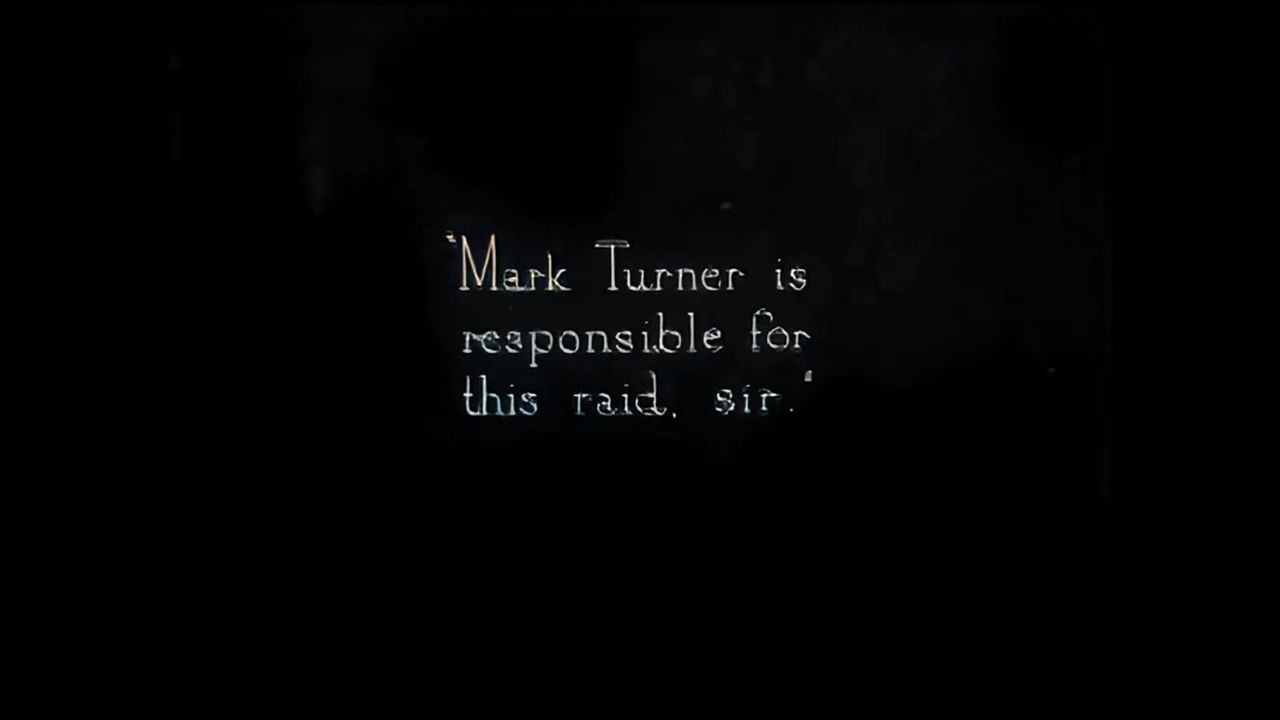 "Mark Turner is
responsible for
this raid, sir."